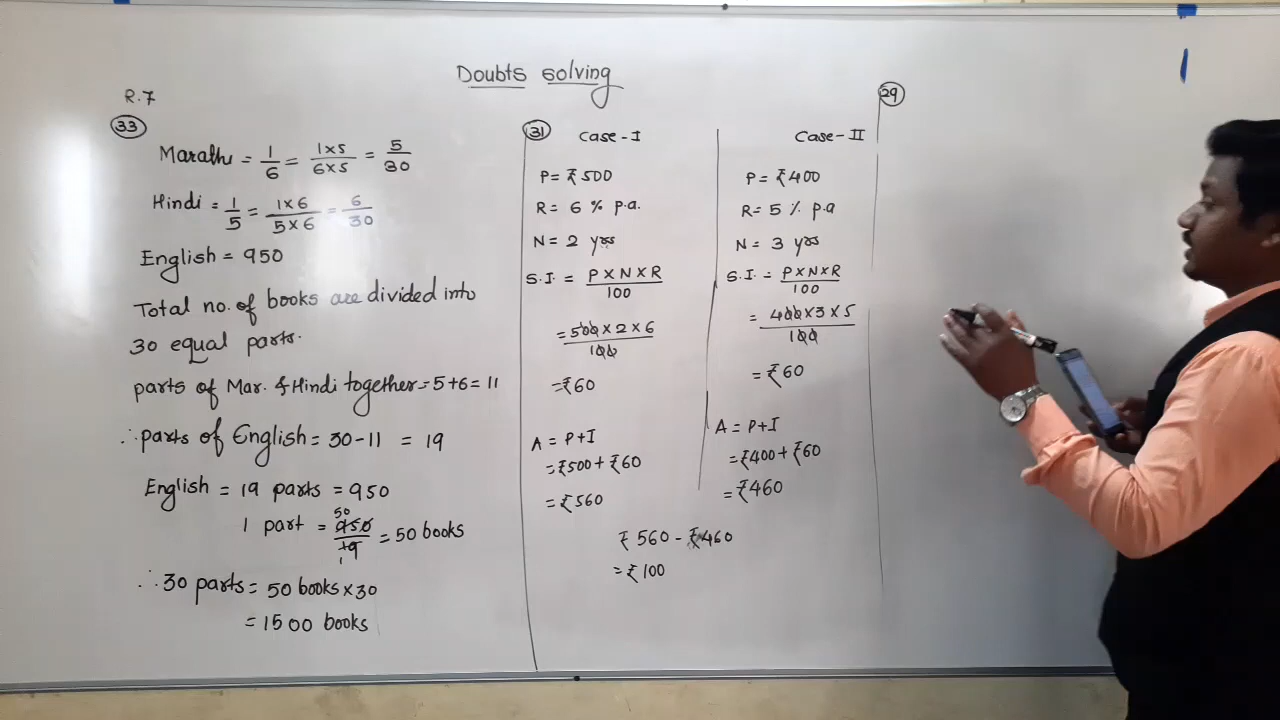 Doubts solving
R.7
33
Marathi = 1/6 = 1×5/6×5 = 5/30
Hindi = 1/5 = 1×6/5×6 = 6/30
English = 950
Total no. of books are divided into
30 equal parts.
parts of Mar. & Hindi together = 5+6 = 11
∴ parts of English = 30-11 = 19
English = 19 parts = 950
1 part = 950/19 = 50 books
50
1
∴ 30 parts = 50 books × 30
= 1500 books
31 Case-I
P = ₹500
R = 6 % p.a.
N = 2 yrs
S.I. = P×N×R/100
= 500×2×6/100
= ₹60
A = P+I
= ₹500 + ₹60
= ₹560
Case-II
P = ₹400
R = 5 % p.a
N = 3 yrs
S.I. = P×N×R/100
= 400×3×5/100
= ₹60
A = P+I
= ₹400 + ₹60
= ₹460
₹ 560 - ₹460
= ₹100
29